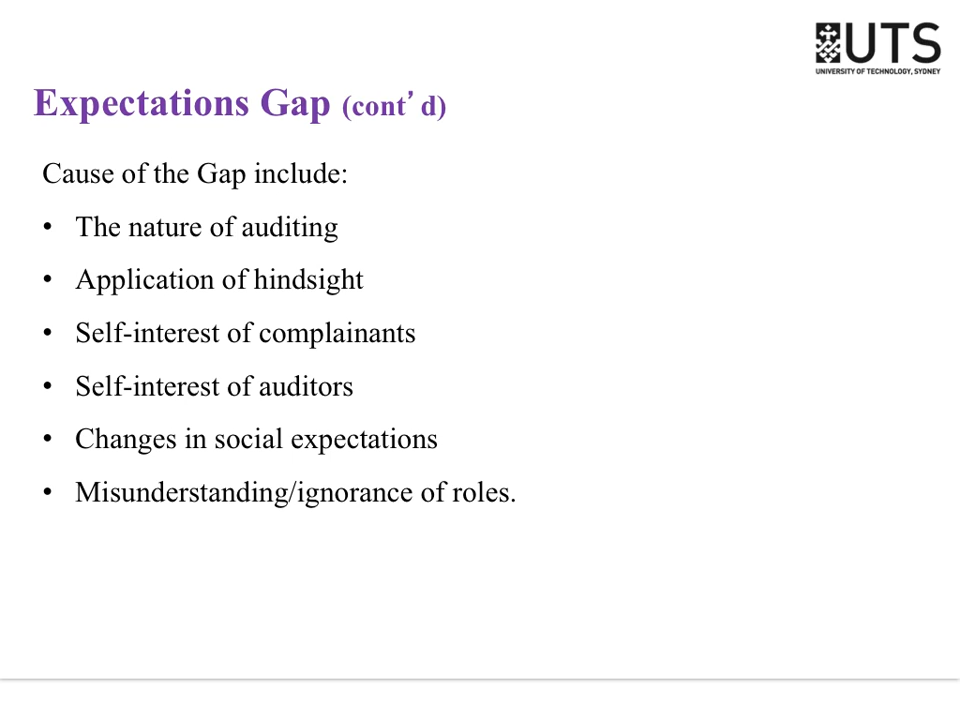 UTS
UNIVERSITY OF TECHNOLOGY, SYDNEY
Expectations Gap (cont’d)
Cause of the Gap include:
• The nature of auditing
• Application of hindsight
• Self-interest of complainants
• Self-interest of auditors
• Changes in social expectations
• Misunderstanding/ignorance of roles.